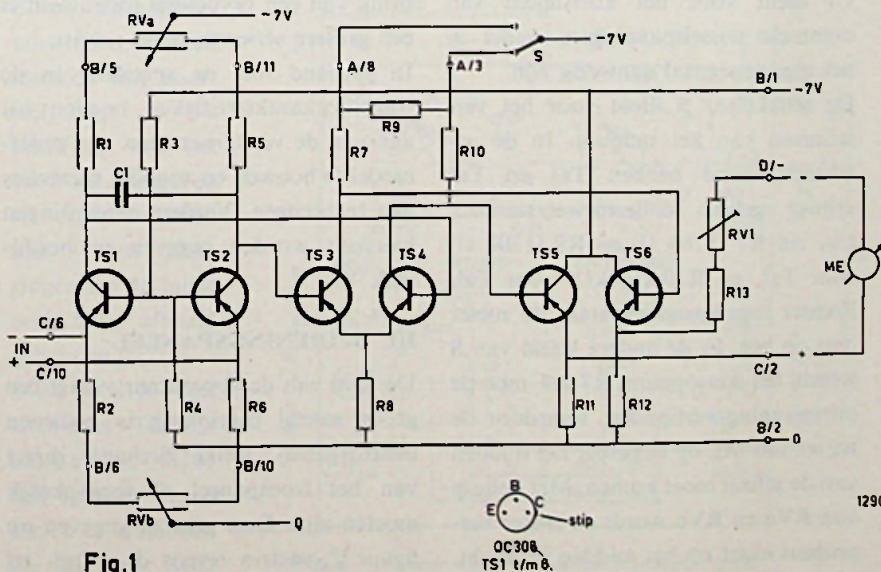 RVa
~7V
B/5
B/11
A/8
A/3
S
~7V
B/1
~7V
R1
R3
R5
R7
R9
R10
C1
D/-
RV1
ME
TS1
TS2
TS3
TS4
TS5
TS6
R13
C/6
IN
C/10
C/2
+
R2
R4
R6
R8
R11
R12
B/2
0
B/6
B/10
RVb
0
B
E
C
stip
OC308
TS1 t/m 6.
1290
Fig.1